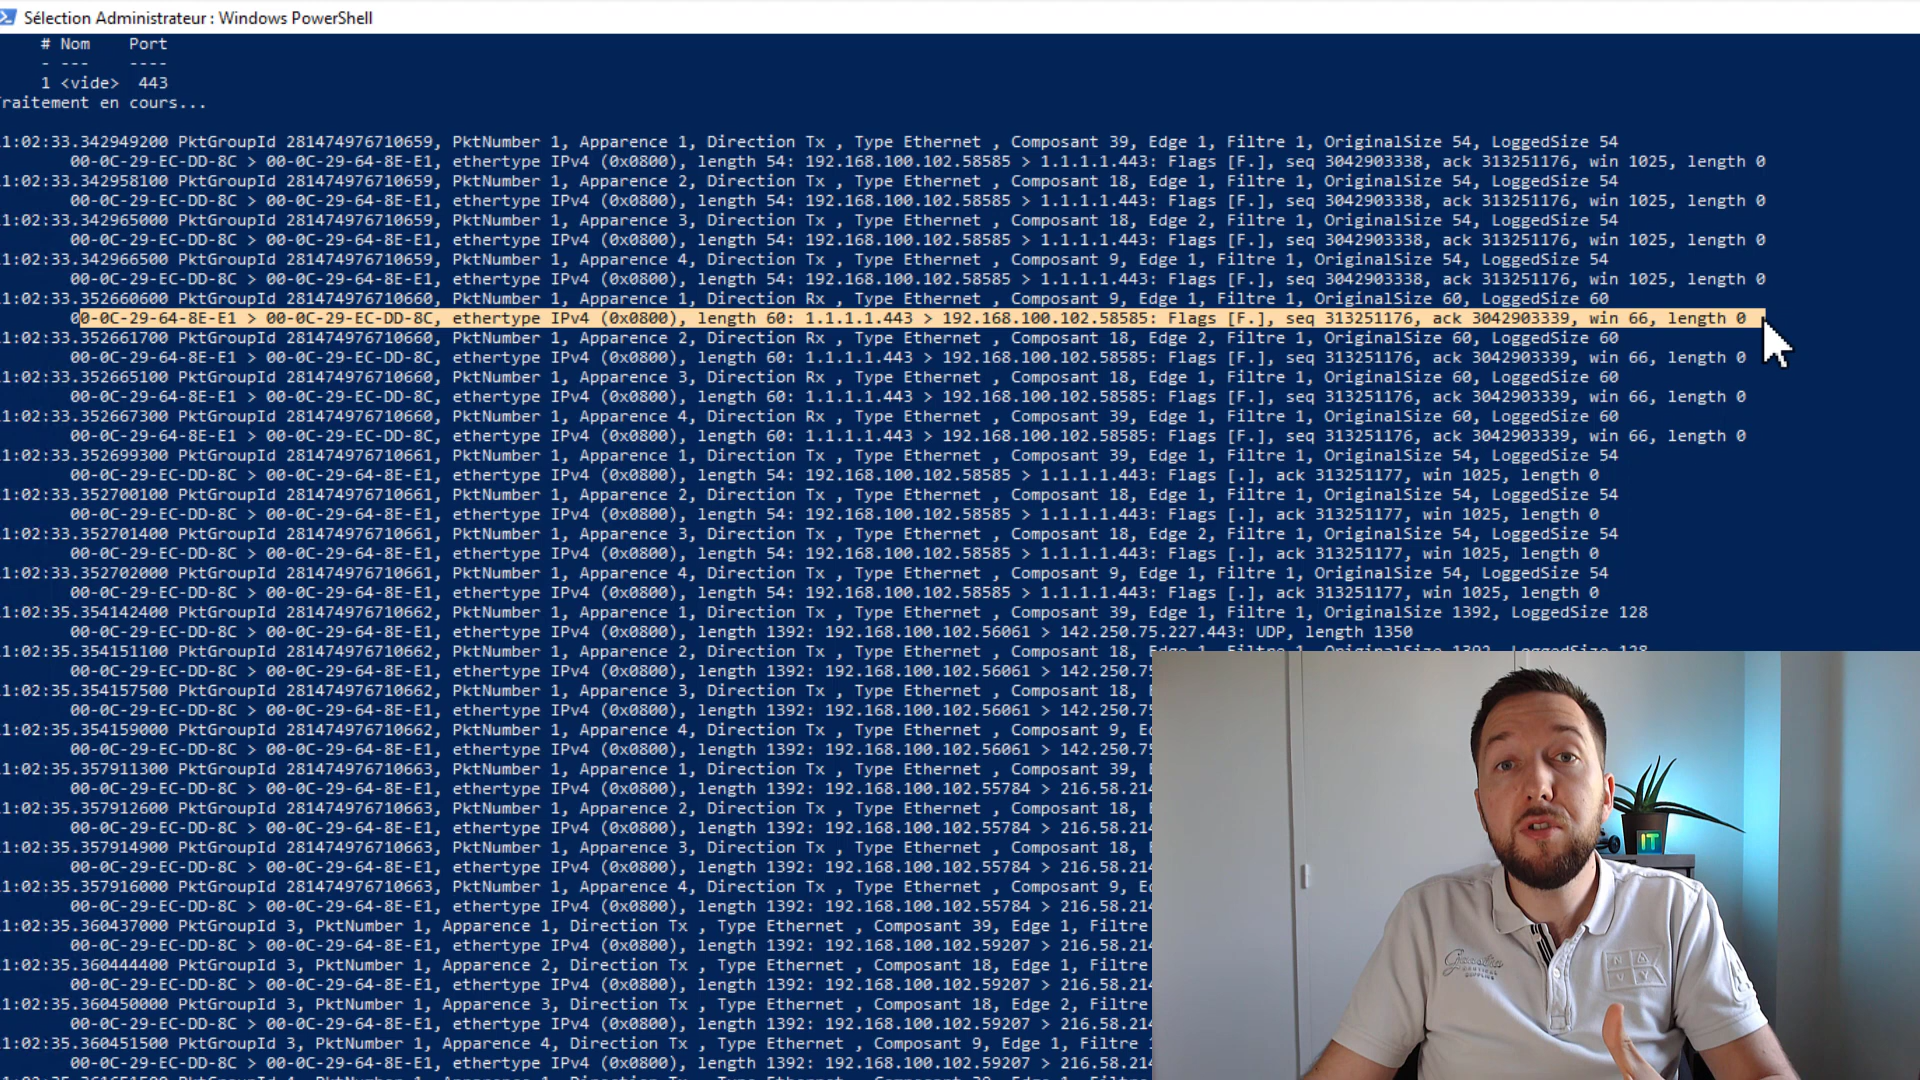 Sélection Administrateur : Windows PowerShell
# Nom Port
- --- ----
1 <vide> 443
raitement en cours...
1:02:33.342949200 PktGroupId 281474976710659, PktNumber 1, Apparence 1, Direction Tx , Type Ethernet , Composant 39, Edge 1, Filtre 1, OriginalSize 54, LoggedSize 54
00-0C-29-EC-DD-8C > 00-0C-29-64-8E-E1, ethertype IPv4 (0x0800), length 54: 192.168.100.102.58585 > 1.1.1.1.443: Flags [F.], seq 3042903338, ack 313251176, win 1025, length 0
1:02:33.342958100 PktGroupId 281474976710659, PktNumber 1, Apparence 2, Direction Tx , Type Ethernet , Composant 18, Edge 1, Filtre 1, OriginalSize 54, LoggedSize 54
00-0C-29-EC-DD-8C > 00-0C-29-64-8E-E1, ethertype IPv4 (0x0800), length 54: 192.168.100.102.58585 > 1.1.1.1.443: Flags [F.], seq 3042903338, ack 313251176, win 1025, length 0
1:02:33.342965000 PktGroupId 281474976710659, PktNumber 1, Apparence 3, Direction Tx , Type Ethernet , Composant 18, Edge 2, Filtre 1, OriginalSize 54, LoggedSize 54
00-0C-29-EC-DD-8C > 00-0C-29-64-8E-E1, ethertype IPv4 (0x0800), length 54: 192.168.100.102.58585 > 1.1.1.1.443: Flags [F.], seq 3042903338, ack 313251176, win 1025, length 0
1:02:33.342966500 PktGroupId 281474976710659, PktNumber 1, Apparence 4, Direction Tx , Type Ethernet , Composant 9, Edge 1, Filtre 1, OriginalSize 54, LoggedSize 54
00-0C-29-EC-DD-8C > 00-0C-29-64-8E-E1, ethertype IPv4 (0x0800), length 54: 192.168.100.102.58585 > 1.1.1.1.443: Flags [F.], seq 3042903338, ack 313251176, win 1025, length 0
1:02:33.352660600 PktGroupId 281474976710660, PktNumber 1, Apparence 1, Direction Rx , Type Ethernet , Composant 9, Edge 1, Filtre 1, OriginalSize 60, LoggedSize 60
00-0C-29-64-8E-E1 > 00-0C-29-EC-DD-8C, ethertype IPv4 (0x0800), length 60: 1.1.1.1.443 > 192.168.100.102.58585: Flags [F.], seq 313251176, ack 3042903339, win 66, length 0
1:02:33.352661700 PktGroupId 281474976710660, PktNumber 1, Apparence 2, Direction Rx , Type Ethernet , Composant 18, Edge 2, Filtre 1, OriginalSize 60, LoggedSize 60
00-0C-29-64-8E-E1 > 00-0C-29-EC-DD-8C, ethertype IPv4 (0x0800), length 60: 1.1.1.1.443 > 192.168.100.102.58585: Flags [F.], seq 313251176, ack 3042903339, win 66, length 0
1:02:33.352665100 PktGroupId 281474976710660, PktNumber 1, Apparence 3, Direction Rx , Type Ethernet , Composant 18, Edge 1, Filtre 1, OriginalSize 60, LoggedSize 60
00-0C-29-64-8E-E1 > 00-0C-29-EC-DD-8C, ethertype IPv4 (0x0800), length 60: 1.1.1.1.443 > 192.168.100.102.58585: Flags [F.], seq 313251176, ack 3042903339, win 66, length 0
1:02:33.352667300 PktGroupId 281474976710660, PktNumber 1, Apparence 4, Direction Rx , Type Ethernet , Composant 39, Edge 1, Filtre 1, OriginalSize 60, LoggedSize 60
00-0C-29-64-8E-E1 > 00-0C-29-EC-DD-8C, ethertype IPv4 (0x0800), length 60: 1.1.1.1.443 > 192.168.100.102.58585: Flags [F.], seq 313251176, ack 3042903339, win 66, length 0
1:02:33.352699300 PktGroupId 281474976710661, PktNumber 1, Apparence 1, Direction Tx , Type Ethernet , Composant 39, Edge 1, Filtre 1, OriginalSize 54, LoggedSize 54
00-0C-29-EC-DD-8C > 00-0C-29-64-8E-E1, ethertype IPv4 (0x0800), length 54: 192.168.100.102.58585 > 1.1.1.1.443: Flags [.], ack 313251177, win 1025, length 0
1:02:33.352700100 PktGroupId 281474976710661, PktNumber 1, Apparence 2, Direction Tx , Type Ethernet , Composant 18, Edge 1, Filtre 1, OriginalSize 54, LoggedSize 54
00-0C-29-EC-DD-8C > 00-0C-29-64-8E-E1, ethertype IPv4 (0x0800), length 54: 192.168.100.102.58585 > 1.1.1.1.443: Flags [.], ack 313251177, win 1025, length 0
1:02:33.352701400 PktGroupId 281474976710661, PktNumber 1, Apparence 3, Direction Tx , Type Ethernet , Composant 18, Edge 2, Filtre 1, OriginalSize 54, LoggedSize 54
00-0C-29-EC-DD-8C > 00-0C-29-64-8E-E1, ethertype IPv4 (0x0800), length 54: 192.168.100.102.58585 > 1.1.1.1.443: Flags [.], ack 313251177, win 1025, length 0
1:02:33.352702000 PktGroupId 281474976710661, PktNumber 1, Apparence 4, Direction Tx , Type Ethernet , Composant 9, Edge 1, Filtre 1, OriginalSize 54, LoggedSize 54
00-0C-29-EC-DD-8C > 00-0C-29-64-8E-E1, ethertype IPv4 (0x0800), length 54: 192.168.100.102.58585 > 1.1.1.1.443: Flags [.], ack 313251177, win 1025, length 0
1:02:35.354142400 PktGroupId 281474976710662, PktNumber 1, Apparence 1, Direction Tx , Type Ethernet , Composant 39, Edge 1, Filtre 1, OriginalSize 1392, LoggedSize 128
00-0C-29-EC-DD-8C > 00-0C-29-64-8E-E1, ethertype IPv4 (0x0800), length 1392: 192.168.100.102.56061 > 142.250.75.227.443: UDP, length 1350
1:02:35.354151100 PktGroupId 281474976710662, PktNumber 1, Apparence 2, Direction Tx , Type Ethernet , Composant 18, Edge 1, Filtre 1, OriginalSize 1392, LoggedSize 128
00-0C-29-EC-DD-8C > 00-0C-29-64-8E-E1, ethertype IPv4 (0x0800), length 1392: 192.168.100.102.56061 > 142.250.75
1:02:35.354157500 PktGroupId 281474976710662, PktNumber 1, Apparence 3, Direction Tx , Type Ethernet , Composant 18,
00-0C-29-EC-DD-8C > 00-0C-29-64-8E-E1, ethertype IPv4 (0x0800), length 1392: 192.168.100.102.56061 > 142.250.75
1:02:35.354159000 PktGroupId 281474976710662, PktNumber 1, Apparence 4, Direction Tx , Type Ethernet , Composant 9,
00-0C-29-EC-DD-8C > 00-0C-29-64-8E-E1, ethertype IPv4 (0x0800), length 1392: 192.168.100.102.56061 > 142.250.75
1:02:35.357911300 PktGroupId 281474976710663, PktNumber 1, Apparence 1, Direction Tx , Type Ethernet , Composant 39,
00-0C-29-EC-DD-8C > 00-0C-29-64-8E-E1, ethertype IPv4 (0x0800), length 1392: 192.168.100.102.55784 > 216.58.214
1:02:35.357912600 PktGroupId 281474976710663, PktNumber 1, Apparence 2, Direction Tx , Type Ethernet , Composant 18,
00-0C-29-EC-DD-8C > 00-0C-29-64-8E-E1, ethertype IPv4 (0x0800), length 1392: 192.168.100.102.55784 > 216.58.214
1:02:35.357914900 PktGroupId 281474976710663, PktNumber 1, Apparence 3, Direction Tx , Type Ethernet , Composant 18,
00-0C-29-EC-DD-8C > 00-0C-29-64-8E-E1, ethertype IPv4 (0x0800), length 1392: 192.168.100.102.55784 > 216.58.214
1:02:35.357916000 PktGroupId 281474976710663, PktNumber 1, Apparence 4, Direction Tx , Type Ethernet , Composant 9,
00-0C-29-EC-DD-8C > 00-0C-29-64-8E-E1, ethertype IPv4 (0x0800), length 1392: 192.168.100.102.55784 > 216.58.214
1:02:35.360437000 PktGroupId 3, PktNumber 1, Apparence 1, Direction Tx , Type Ethernet , Composant 39, Edge 1, Filtre
00-0C-29-EC-DD-8C > 00-0C-29-64-8E-E1, ethertype IPv4 (0x0800), length 1392: 192.168.100.102.59207 > 216.58.214
1:02:35.360444400 PktGroupId 3, PktNumber 1, Apparence 2, Direction Tx , Type Ethernet , Composant 18, Edge 1, Filtre
00-0C-29-EC-DD-8C > 00-0C-29-64-8E-E1, ethertype IPv4 (0x0800), length 1392: 192.168.100.102.59207 > 216.58.214
1:02:35.360450000 PktGroupId 3, PktNumber 1, Apparence 3, Direction Tx , Type Ethernet , Composant 18, Edge 2, Filtre
00-0C-29-EC-DD-8C > 00-0C-29-64-8E-E1, ethertype IPv4 (0x0800), length 1392: 192.168.100.102.59207 > 216.58.214
1:02:35.360451500 PktGroupId 3, PktNumber 1, Apparence 4, Direction Tx , Type Ethernet , Composant 9, Edge 1, Filtre 1
00-0C-29-EC-DD-8C > 00-0C-29-64-8E-E1, ethertype IPv4 (0x0800), length 1392: 192.168.100.102.59207 > 216.58.214
IT
NAVY